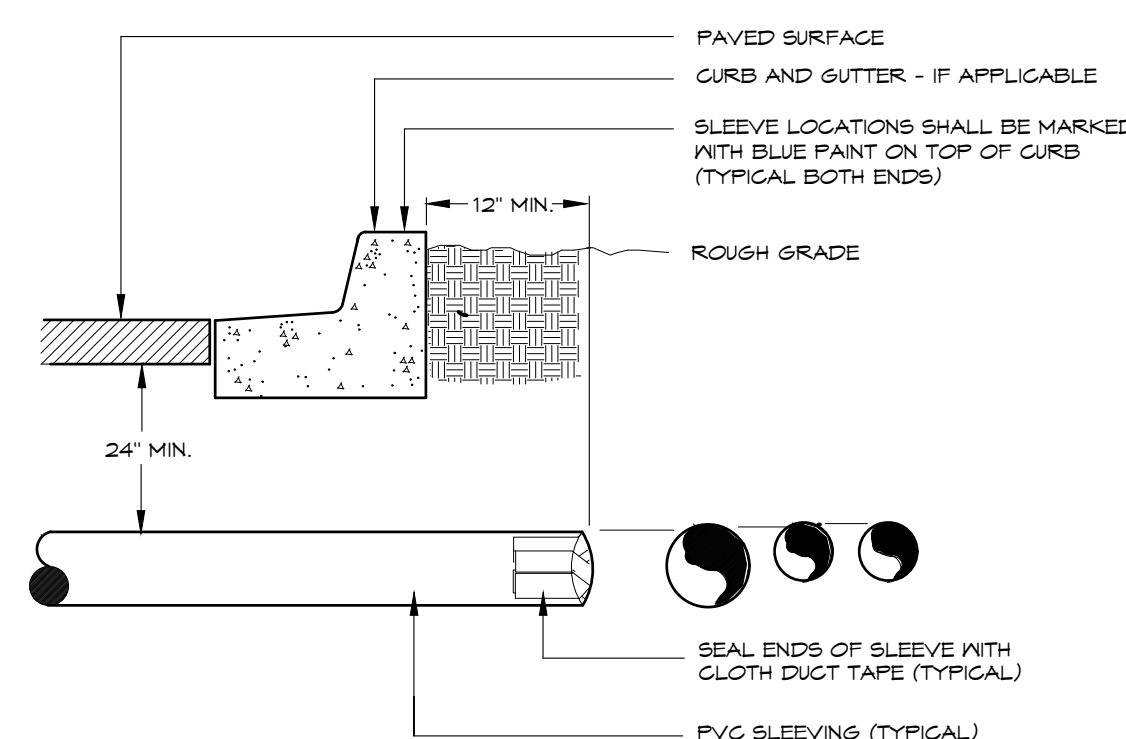 PAVED SURFACE
CURB AND GUTTER - IF APPLICABLE
SLEEVE LOCATIONS SHALL BE MARKED
WITH BLUE PAINT ON TOP OF CURB
(TYPICAL BOTH ENDS)
12" MIN.
ROUGH GRADE
24" MIN.
SEAL ENDS OF SLEEVE WITH
CLOTH DUCT TAPE (TYPICAL)
PVC SLEEVING (TYPICAL)